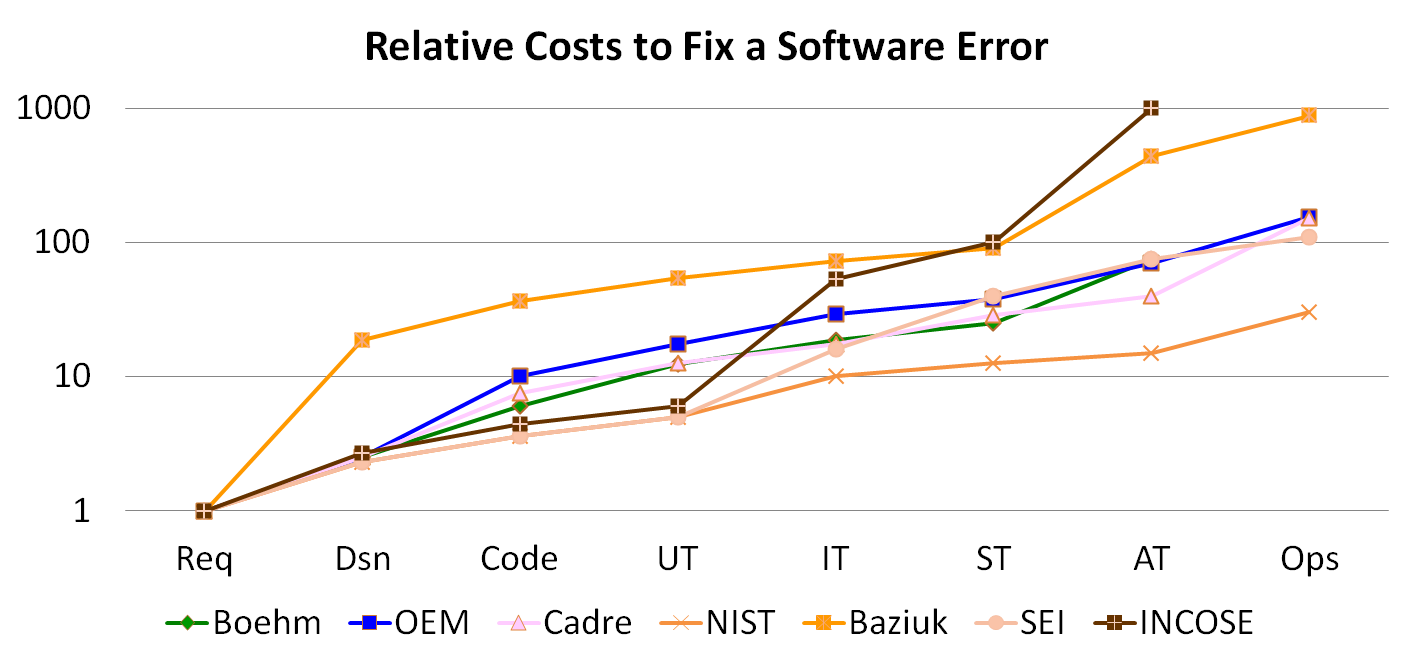 Relative Costs to Fix a Software Error
1000
100
10
1
Req Dsn Code UT IT ST AT Ops
Boehm OEM Cadre NIST Baziuk SEI INCOSE